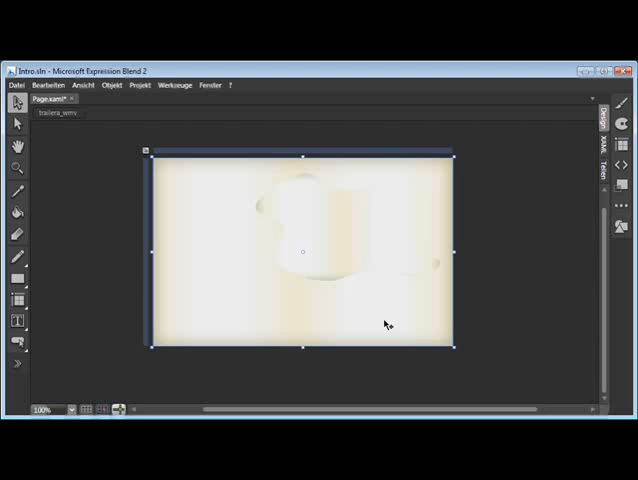 Intro.sln - Microsoft Expression Blend 2
Datei Bearbeiten Ansicht Objekt Projekt Werkzeuge Fenster ?
Page.xaml* ×
trailera_wmv
Design
XAML
Teilen
100%